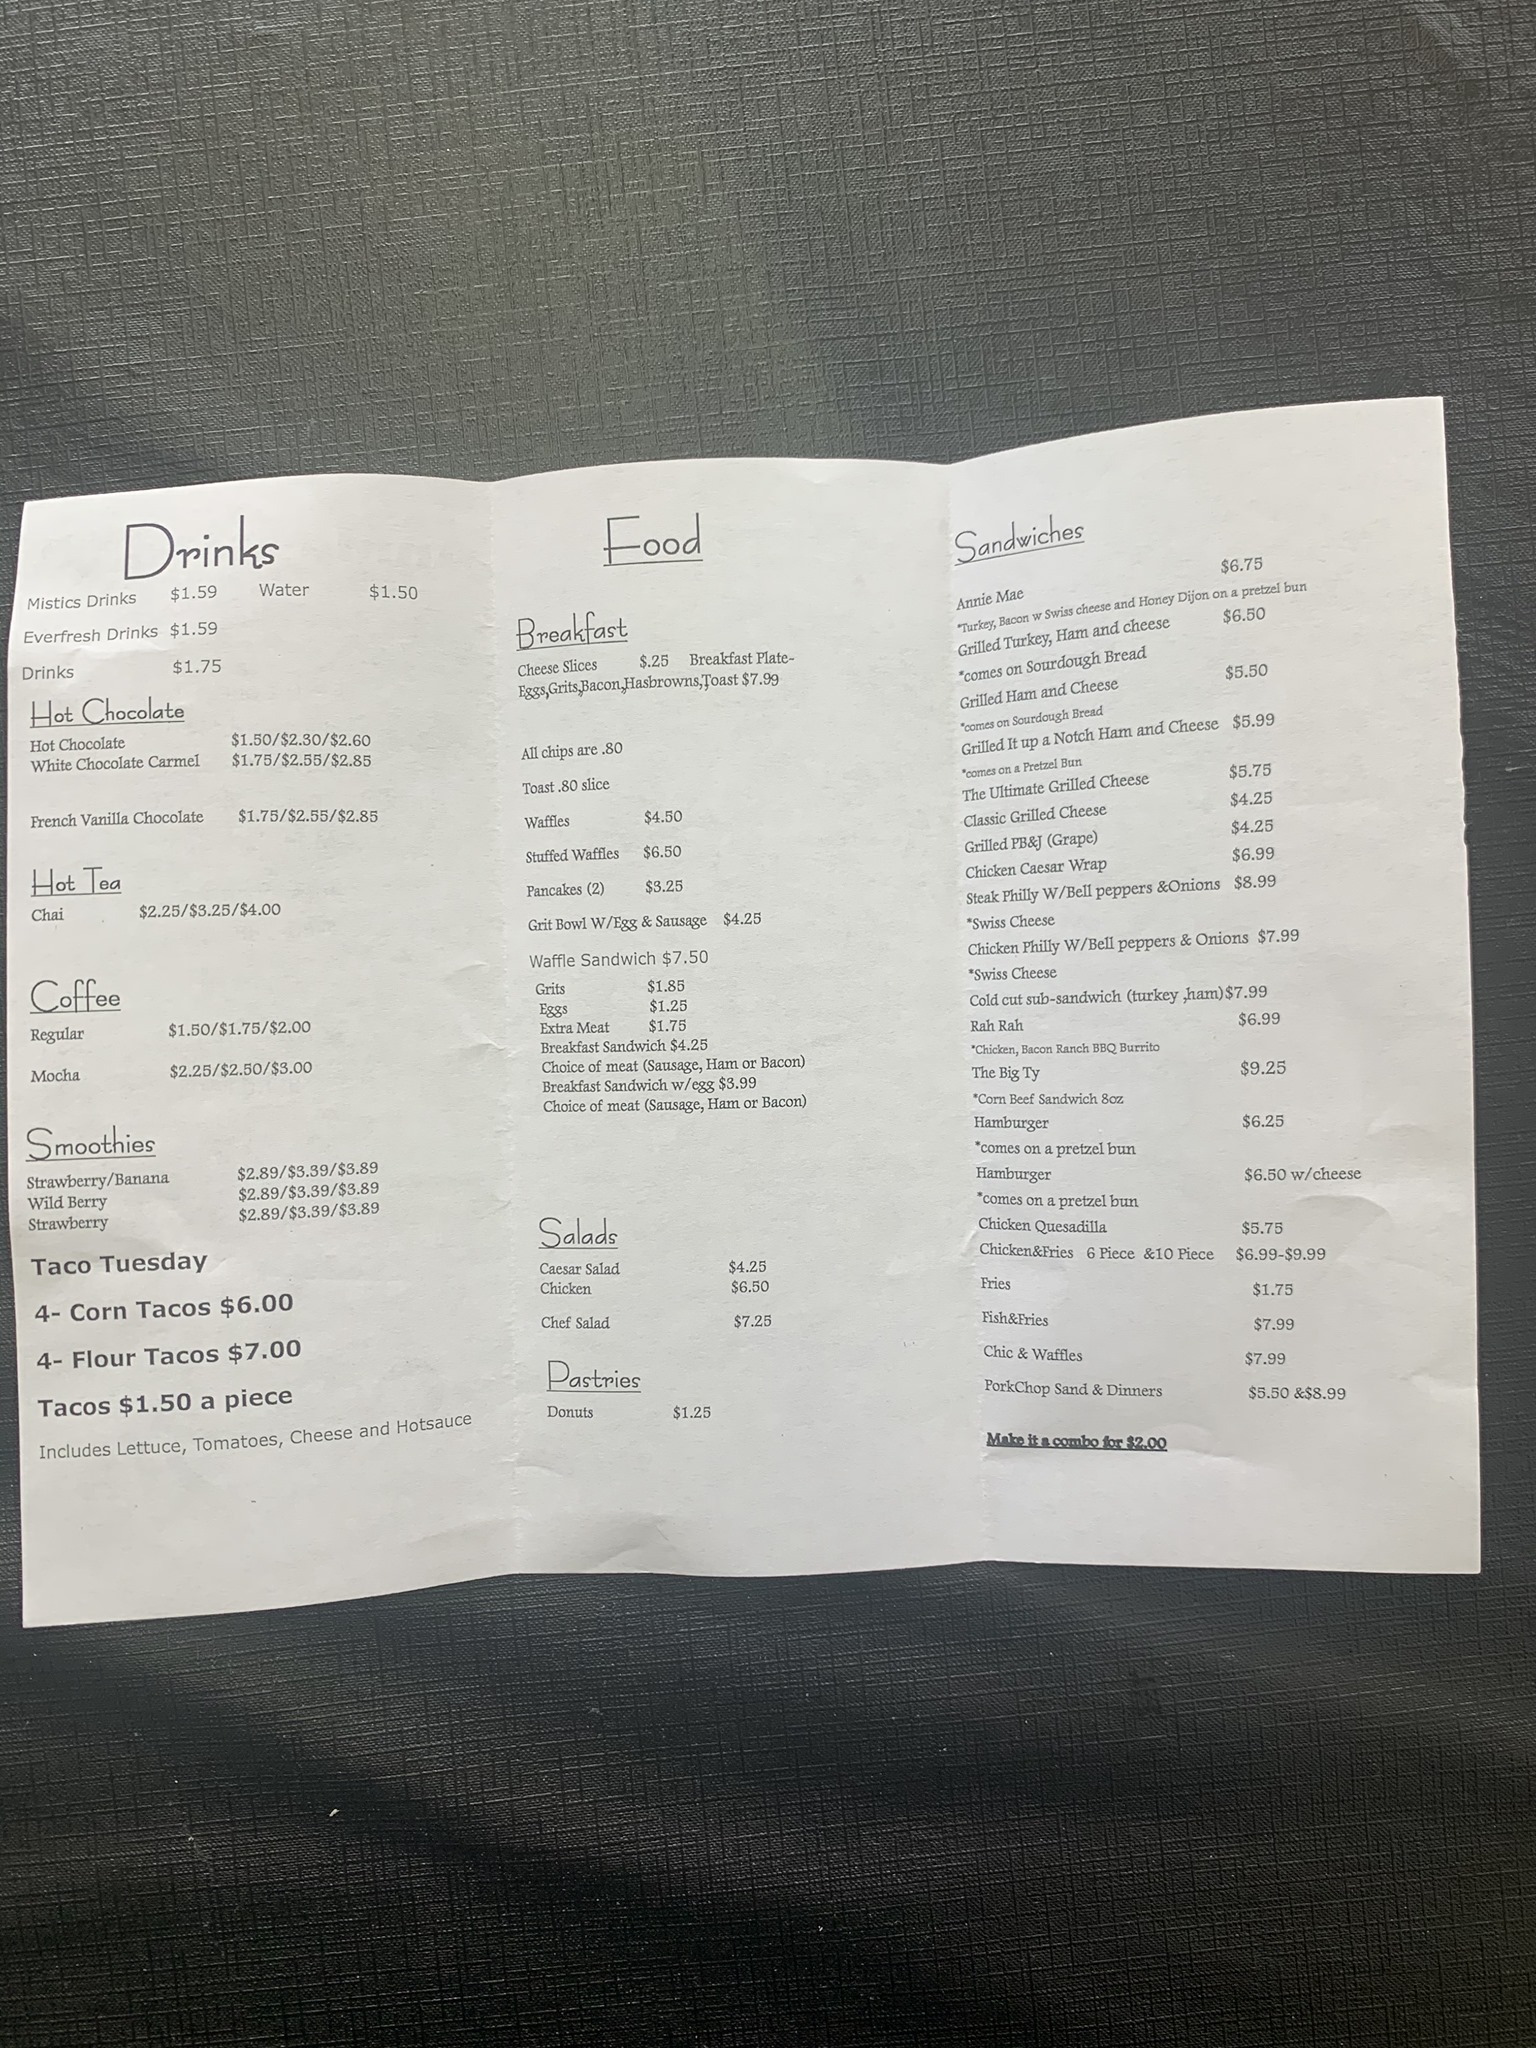 Drinks
Mistics Drinks $1.59 Water $1.50
Everfresh Drinks $1.59
Drinks $1.75
Hot Chocolate
Hot Chocolate $1.50/$2.30/$2.60
White Chocolate Carmel $1.75/$2.55/$2.85
French Vanilla Chocolate $1.75/$2.55/$2.85
Hot Tea
Chai $2.25/$3.25/$4.00
Coffee
Regular $1.50/$1.75/$2.00
Mocha $2.25/$2.50/$3.00
Smoothies
Strawberry/Banana $2.89/$3.39/$3.89
Wild Berry $2.89/$3.39/$3.89
Strawberry $2.89/$3.39/$3.89
Taco Tuesday
4- Corn Tacos $6.00
4- Flour Tacos $7.00
Tacos $1.50 a piece
Includes Lettuce, Tomatoes, Cheese and Hotsauce
Food
Breakfast
Cheese Slices $.25 Breakfast Plate-
Eggs,Grits,Bacon,Hasbrowns,Toast $7.99
All chips are .80
Toast .80 slice
Waffles $4.50
Stuffed Waffles $6.50
Pancakes (2) $3.25
Grit Bowl W/Egg & Sausage $4.25
Waffle Sandwich $7.50
Grits $1.85
Eggs $1.25
Extra Meat $1.75
Breakfast Sandwich $4.25
Choice of meat (Sausage, Ham or Bacon)
Breakfast Sandwich w/egg $3.99
Choice of meat (Sausage, Ham or Bacon)
Salads
Caesar Salad $4.25
Chicken $6.50
Chef Salad $7.25
Pastries
Donuts $1.25
Sandwiches
Annie Mae $6.75
*Turkey, Bacon w Swiss cheese and Honey Dijon on a pretzel bun
Grilled Turkey, Ham and cheese $6.50
*comes on Sourdough Bread
Grilled Ham and Cheese $5.50
*comes on Sourdough Bread
Grilled It up a Notch Ham and Cheese $5.99
*comes on a Pretzel Bun
The Ultimate Grilled Cheese $5.75
Classic Grilled Cheese $4.25
Grilled PB&J (Grape) $4.25
Chicken Caesar Wrap $6.99
Steak Philly W/Bell peppers &Onions $8.99
*Swiss Cheese
Chicken Philly W/Bell peppers & Onions $7.99
*Swiss Cheese
Cold cut sub-sandwich (turkey ,ham)$7.99
Rah Rah $6.99
*Chicken, Bacon Ranch BBQ Burrito
The Big Ty $9.25
*Corn Beef Sandwich 8oz
Hamburger $6.25
*comes on a pretzel bun
Hamburger $6.50 w/cheese
*comes on a pretzel bun
Chicken Quesadilla $5.75
Chicken&Fries 6 Piece &10 Piece $6.99-$9.99
Fries $1.75
Fish&Fries $7.99
Chic & Waffles $7.99
PorkChop Sand & Dinners $5.50 &$8.99
Make it a combo for $2.00